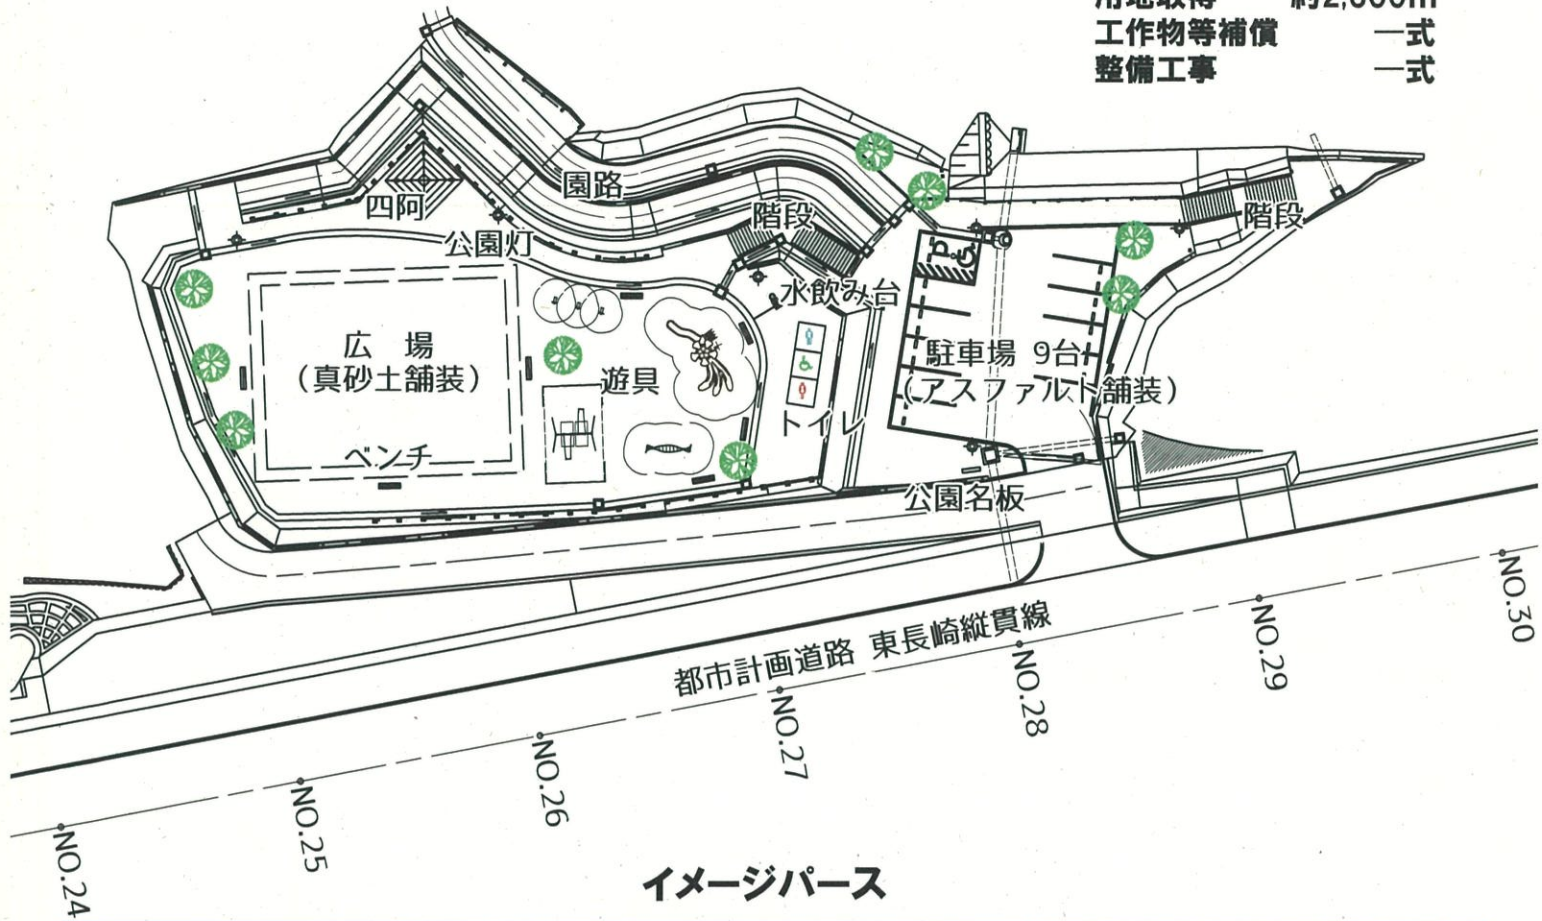 工作物等補償 一式
整備工事 一式
園路
四阿
階段
階段
公園灯
水飲み台
広 場
(真砂土舗装)
駐車場 9台
(アスファルト舗装)
遊具
トイレ
ベンチ
公園名板
都市計画道路 東長崎縦貫線
NO.30
NO.29
NO.28
NO.27
NO.26
NO.25
NO.24
イメージパース